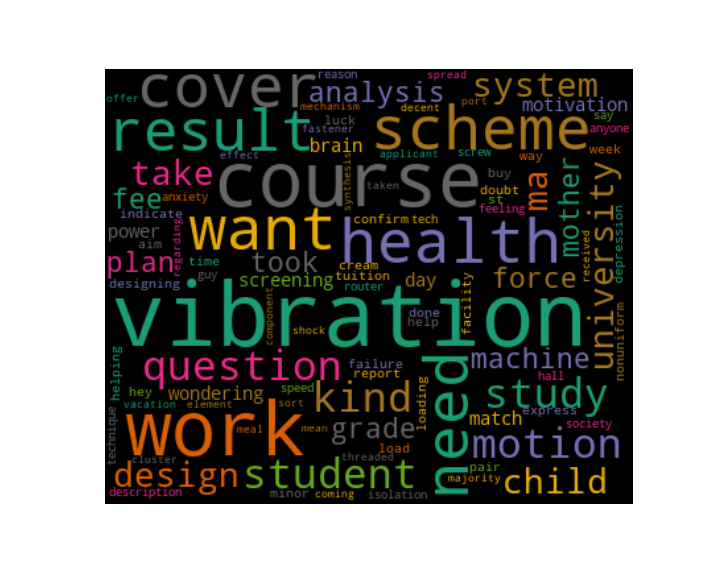 cover
reason
spread
offer
analysis
system
mechanism
decent
port
motivation
result
luck
fastener
scheme
say
anyone
brain
effect
applicant
screw
way
week
take
course
synthesis
taken
buy
doubt
st
feeling
ma
mother
university
fee
anxiety
indicate
want
confirm
tech
health
power
aim
regarding
received
depression
plan
time
guy
took
cream
tuition
day
force
designing
screening
router
facility
vibration
component
shock
done
help
nonuniform
helping
question
failure
report
machine
hall
hey
wondering
speed
kind
loading
need
study
vacation
element
sort
match
express
society
technique
work
meal
mean
grade
load
motion
cluster
threaded
pair
design
student
majority
child
description
minor
coming
isolation